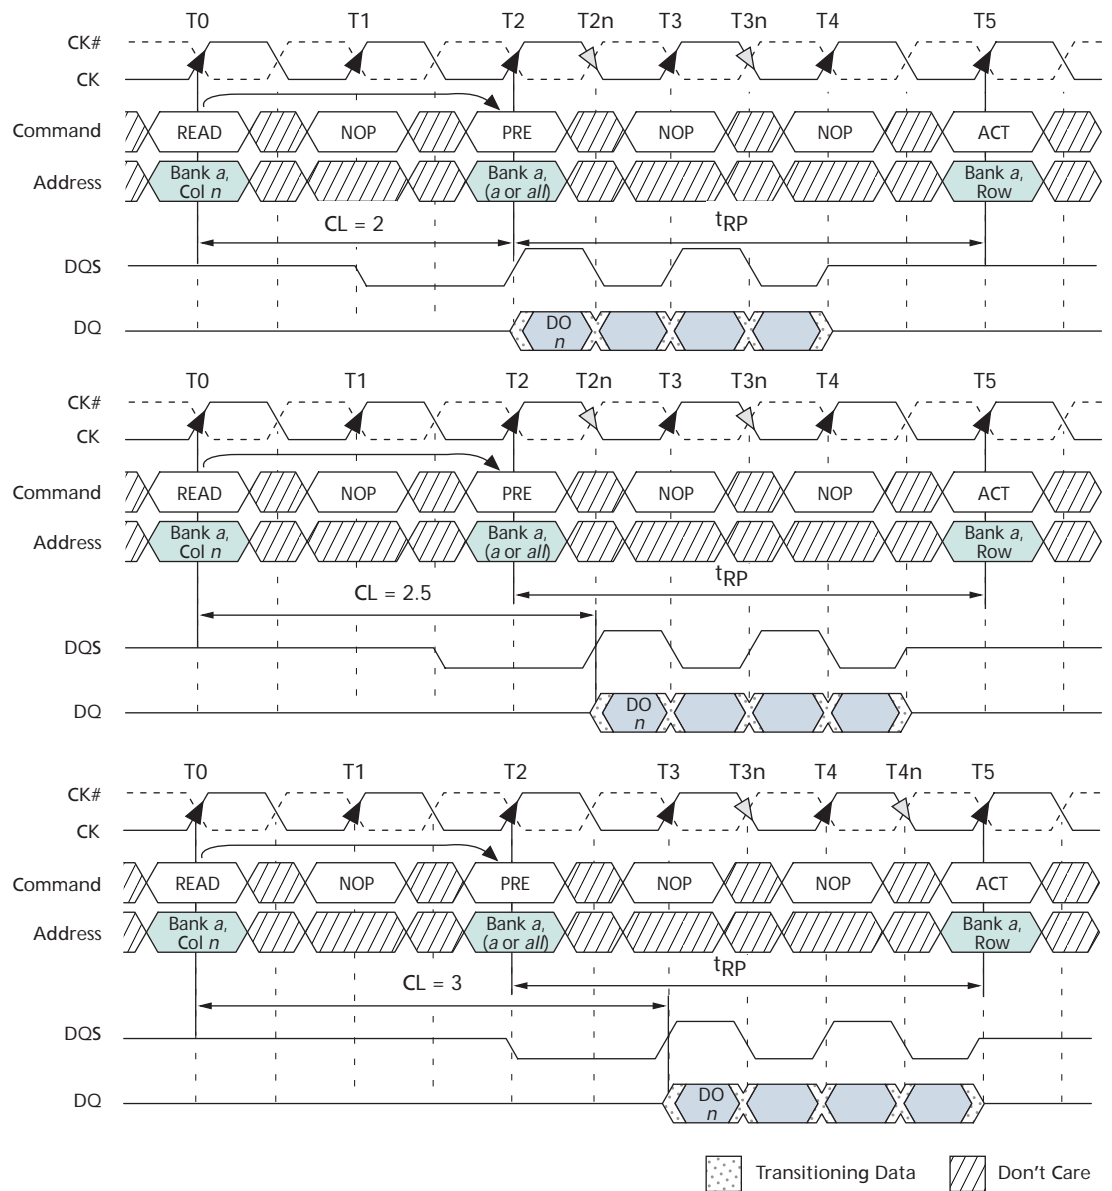 T0 T1 T2 T2n T3 T3n T4 T5
CK#
CK
Command READ NOP PRE NOP NOP ACT
Address Bank a, Col n Bank a, (a or all) Bank a, Row
CL = 2 tRP
DQS
DQ DO n
T0 T1 T2 T2n T3 T3n T4 T5
CK#
CK
Command READ NOP PRE NOP NOP ACT
Address Bank a, Col n Bank a, (a or all) Bank a, Row
tRP
CL = 2.5
DQS
DQ DO n
T0 T1 T2 T3 T3n T4 T4n T5
CK#
CK
Command READ NOP PRE NOP NOP ACT
Address Bank a, Col n Bank a, (a or all) Bank a, Row
tRP
CL = 3
DQS
DQ DO n
Transitioning Data Don't Care